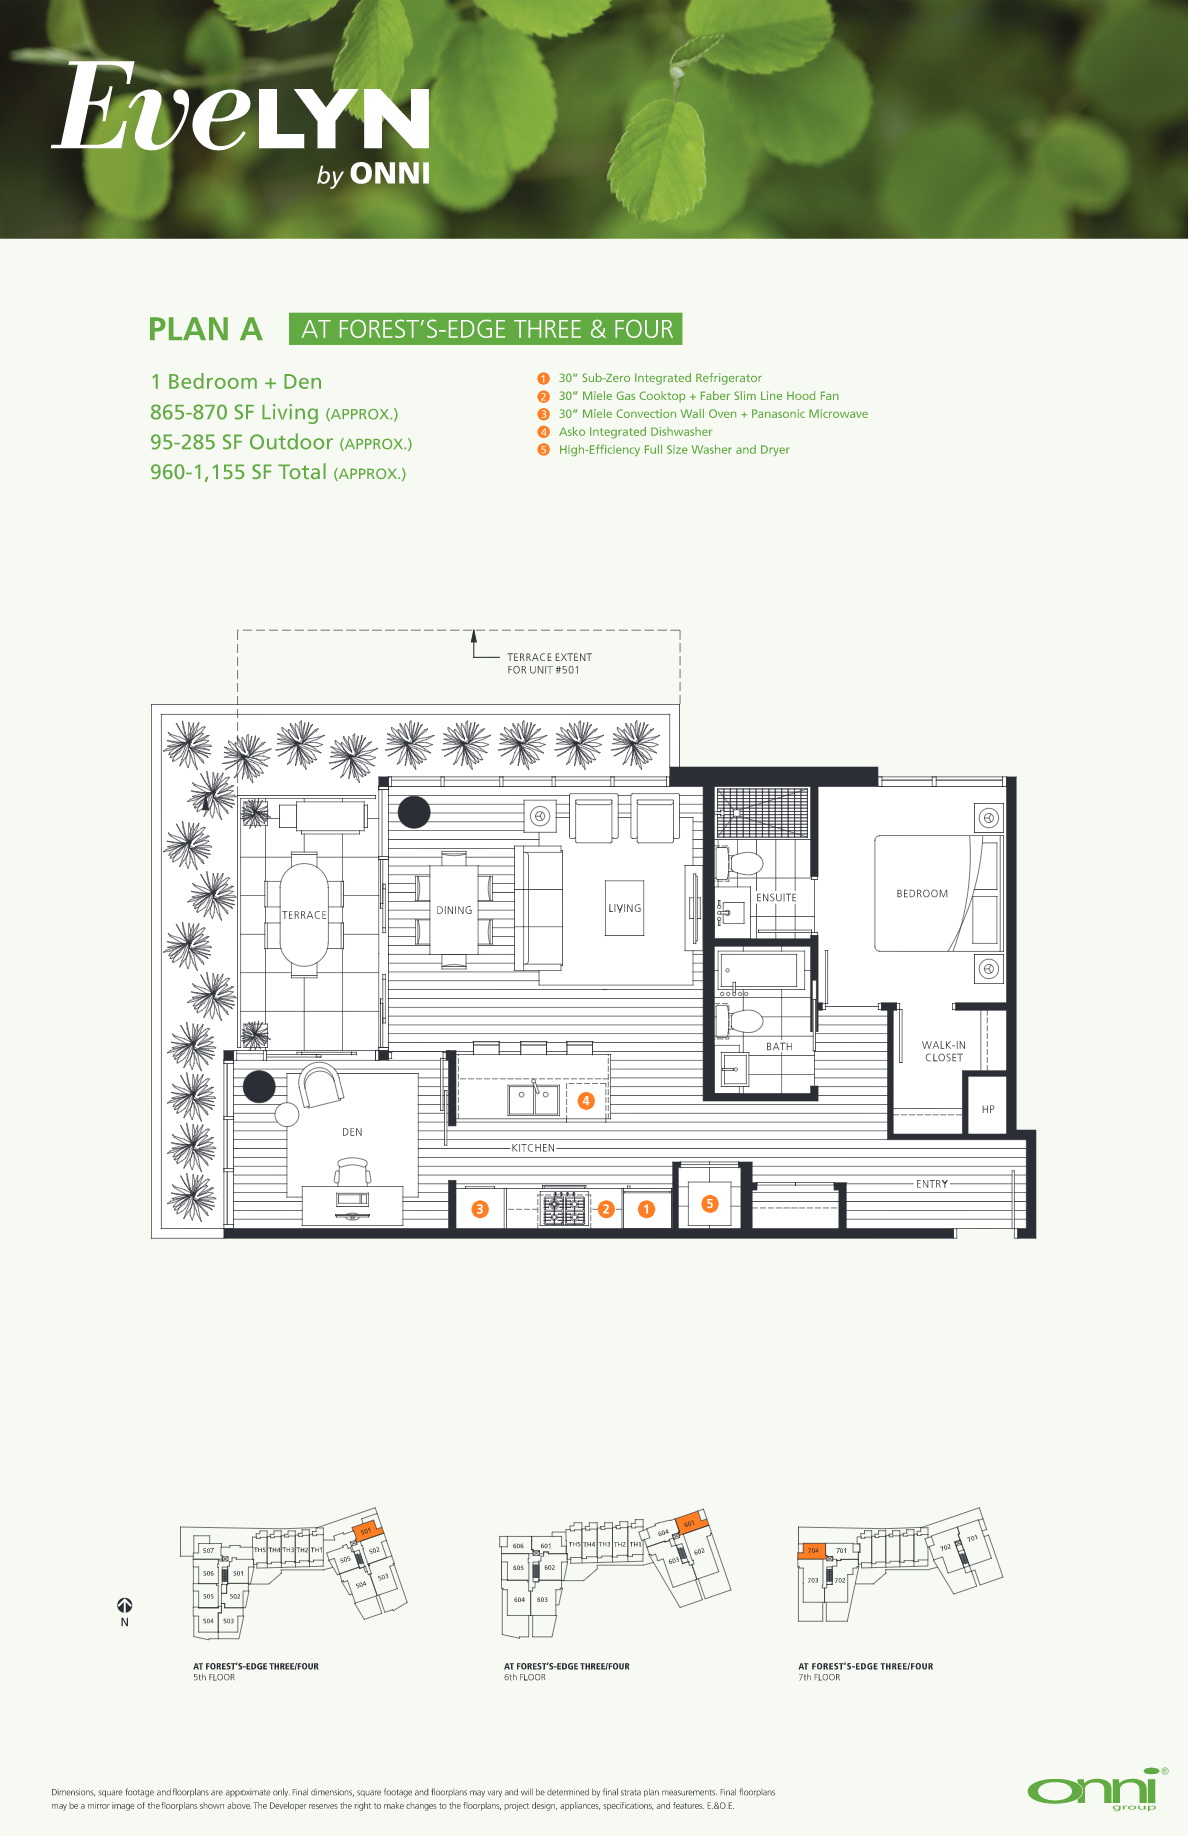 EveLYN
by ONNI
PLAN A
AT FOREST'S-EDGE THREE & FOUR
1 Bedroom + Den
865-870 SF Living (APPROX.)
95-285 SF Outdoor (APPROX.)
960-1,155 SF Total (APPROX.)
1 30" Sub-Zero Integrated Refrigerator
2 30" Miele Gas Cooktop + Faber Slim Line Hood Fan
3 30" Miele Convection Wall Oven + Panasonic Microwave
4 Asko Integrated Dishwasher
5 High-Efficiency Full Size Washer and Dryer
TERRACE EXTENT
FOR UNIT #501
TERRACE
DINING
LIVING
ENSUITE
BEDROOM
BATH
WALK-IN
CLOSET
HP
DEN
4
KITCHEN
ENTRY
3
2
1
5
N
507
506
501
505
502
504
503
TH5 TH4 TH3 TH2 TH1
501
505
502
504
503
AT FOREST'S-EDGE THREE/FOUR
5th FLOOR
606
601
605
602
604
603
TH5 TH4 TH3 TH2 TH1
604
601
603
602
AT FOREST'S-EDGE THREE/FOUR
6th FLOOR
704
701
703
702
702
701
AT FOREST'S-EDGE THREE/FOUR
7th FLOOR
Dimensions, square footage and floorplans are approximate only. Final dimensions, square footage and floorplans may vary and will be determined by final strata plan measurements. Final floorplans
may be a mirror image of the floorplans shown above. The Developer reserves the right to make changes to the floorplans, project design, appliances, specifications, and features. E.&O.E.
onni®
group